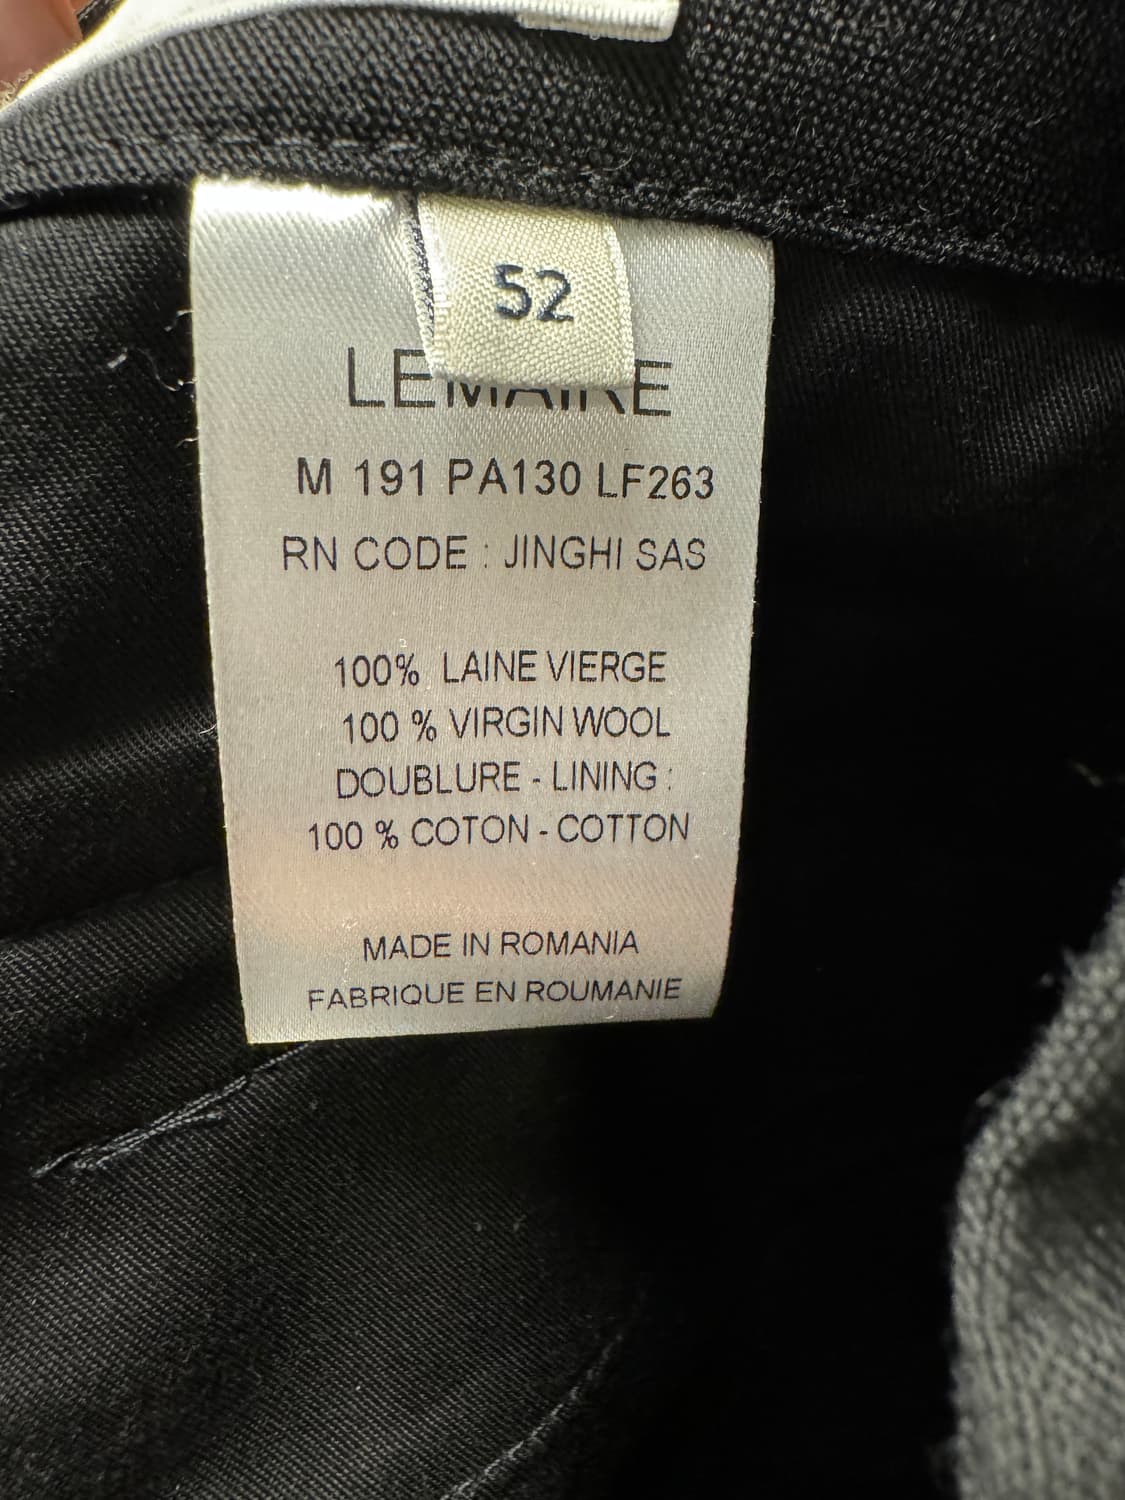 52
LEMAIRE
M 191 PA130 LF263
RN CODE : JINGHI SAS
100% LAINE VIERGE
100 % VIRGIN WOOL
DOUBLURE - LINING :
100 % COTON - COTTON
MADE IN ROMANIA
FABRIQUE EN ROUMANIE